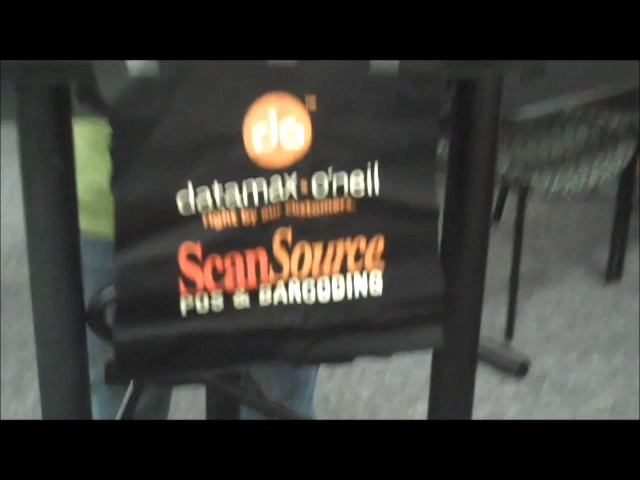 do
datamax·o'neil
right by our customers
ScanSource
POS & BARCODING